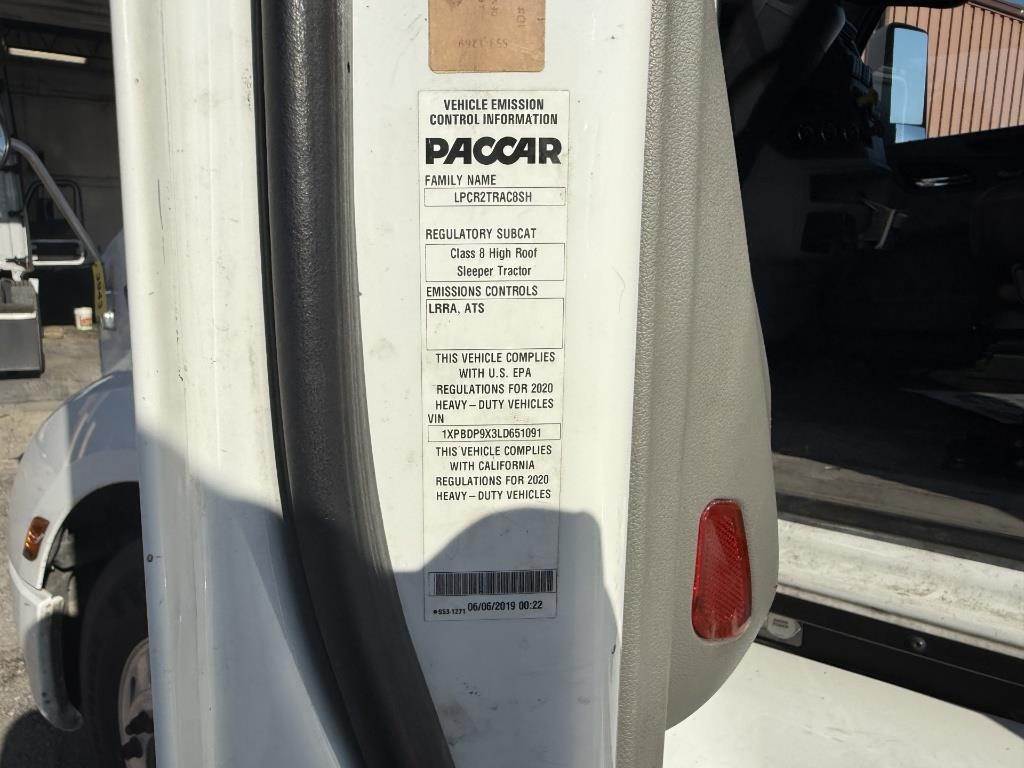 VEHICLE EMISSION
CONTROL INFORMATION
PACCAR
FAMILY NAME
LPCR2TRAC8SH
REGULATORY SUBCAT
Class 8 High Roof
Sleeper Tractor
EMISSIONS CONTROLS
LRRA, ATS
THIS VEHICLE COMPLIES
WITH U.S. EPA
REGULATIONS FOR 2020
HEAVY-DUTY VEHICLES
VIN
1XPBDP9X3LD651091
THIS VEHICLE COMPLIES
WITH CALIFORNIA
REGULATIONS FOR 2020
HEAVY-DUTY VEHICLES
*S53-1271 06/06/2019 00:22